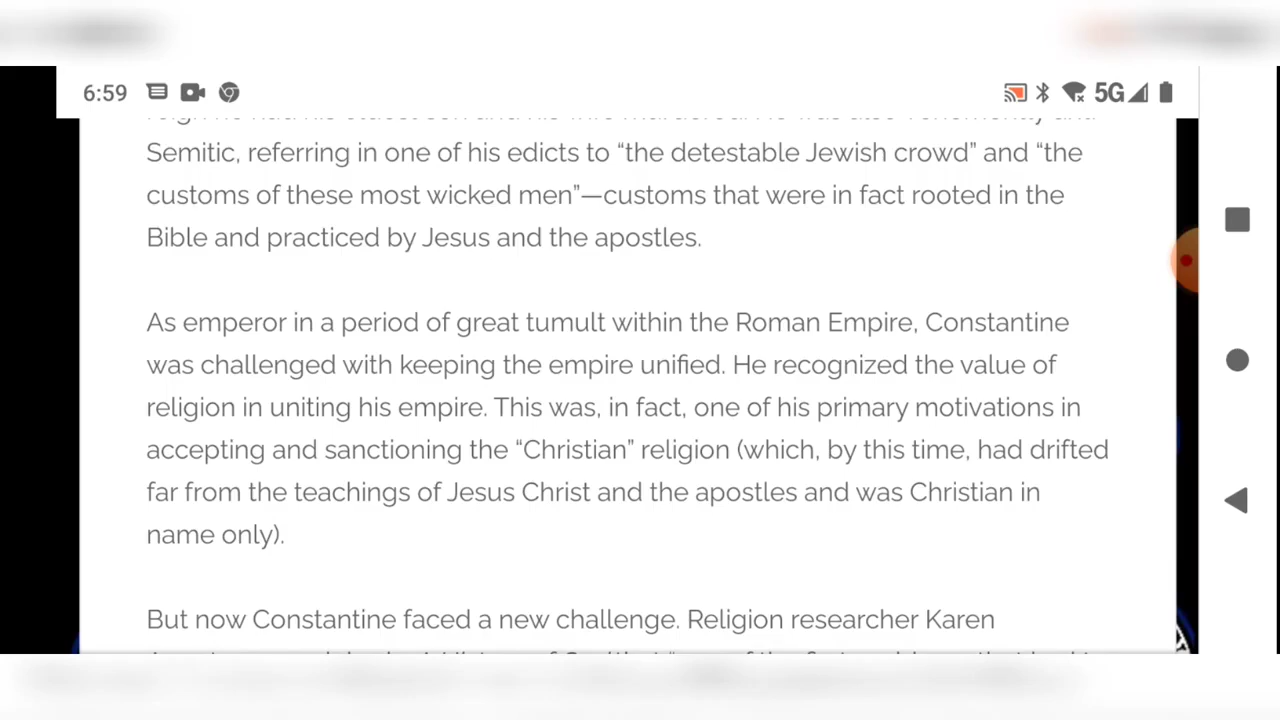 6:59 5G
Semitic, referring in one of his edicts to “the detestable Jewish crowd” and “the
customs of these most wicked men”—customs that were in fact rooted in the
Bible and practiced by Jesus and the apostles.
As emperor in a period of great tumult within the Roman Empire, Constantine
was challenged with keeping the empire unified. He recognized the value of
religion in uniting his empire. This was, in fact, one of his primary motivations in
accepting and sanctioning the “Christian” religion (which, by this time, had drifted
far from the teachings of Jesus Christ and the apostles and was Christian in
name only).
But now Constantine faced a new challenge. Religion researcher Karen